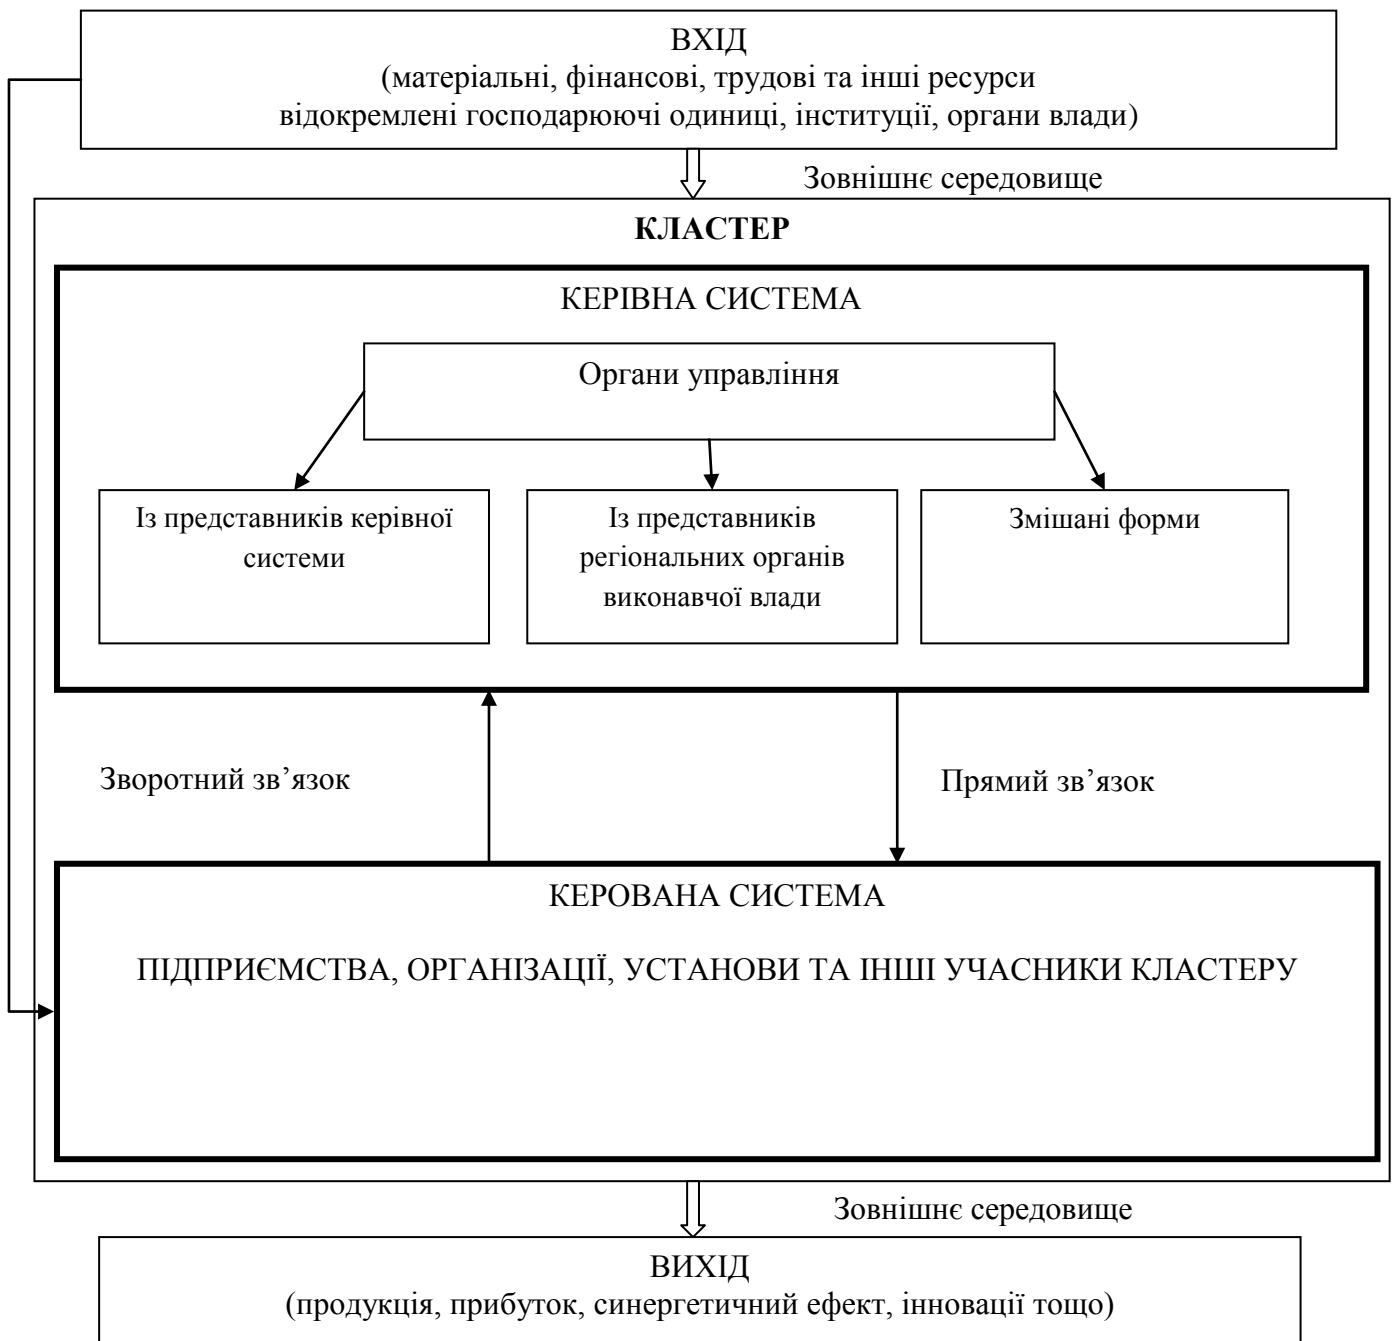 ВХІД
(матеріальні, фінансові, трудові та інші ресурси
відокремлені господарюючі одиниці, інституції, органи влади)
Зовнішнє середовище
КЛАСТЕР
КЕРІВНА СИСТЕМА
Органи управління
Із представників керівної
системи
Із представників
регіональних органів
виконавчої влади
Змішані форми
Зворотний зв’язок
Прямий зв’язок
КЕРОВАНА СИСТЕМА
ПІДПРИЄМСТВА, ОРГАНІЗАЦІЇ, УСТАНОВИ ТА ІНШІ УЧАСНИКИ КЛАСТЕРУ
Зовнішнє середовище
ВИХІД
(продукція, прибуток, синергетичний ефект, інновації тощо)